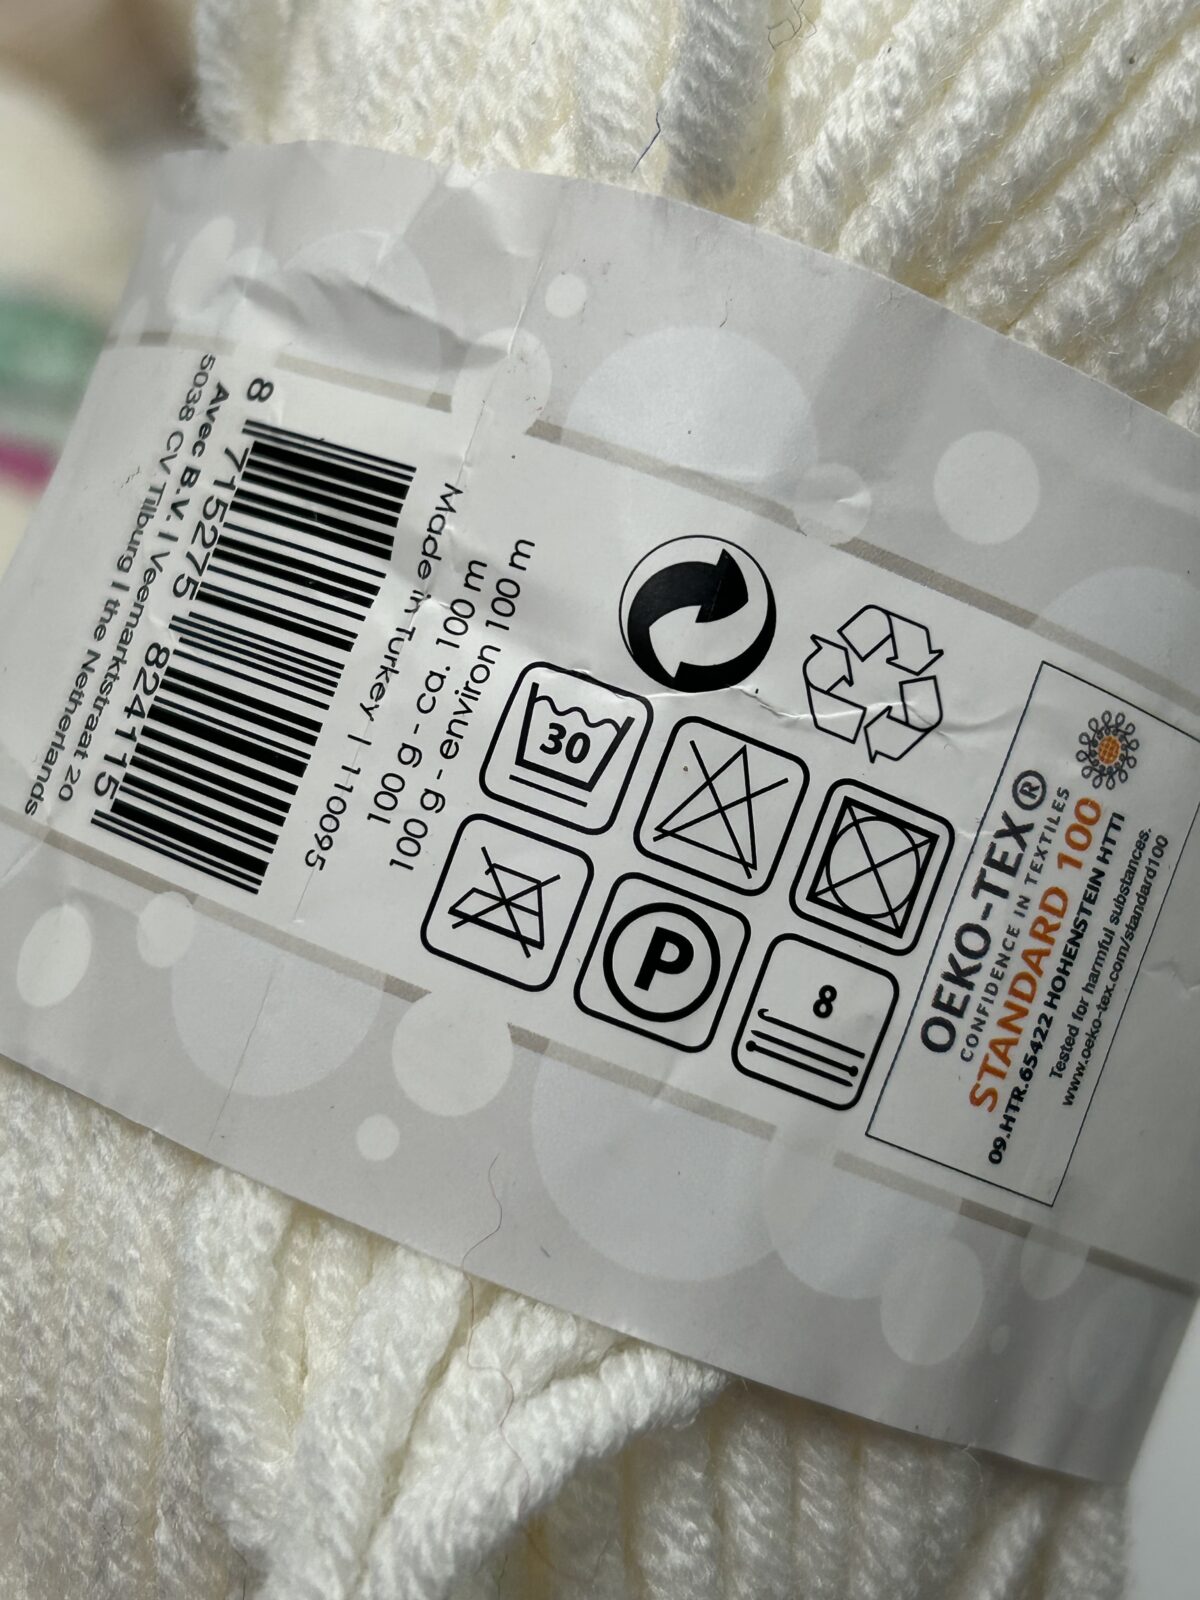 8 715275 824115
Avec B.V. | Veemarktstraat 20
5038 CV Tilburg | the Netherlands
Made in Turkey | 110095
100 g - ca. 100 m
100 g - environ 100 m
30
P
8
OEKO-TEX®
CONFIDENCE IN TEXTILES
STANDARD 100
09.HTR.65422 HOHENSTEIN HTTI
Tested for harmful substances.
www.oeko-tex.com/standard100